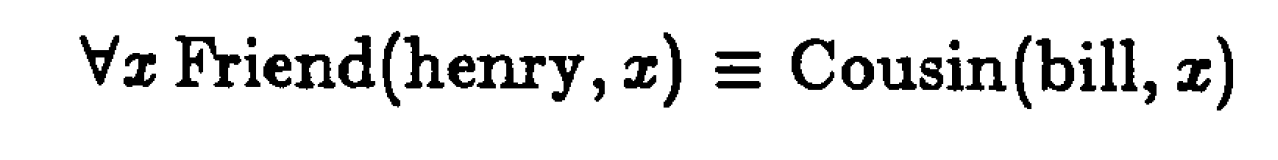 ∀x Friend(henry, x) ≡ Cousin(bill, x)